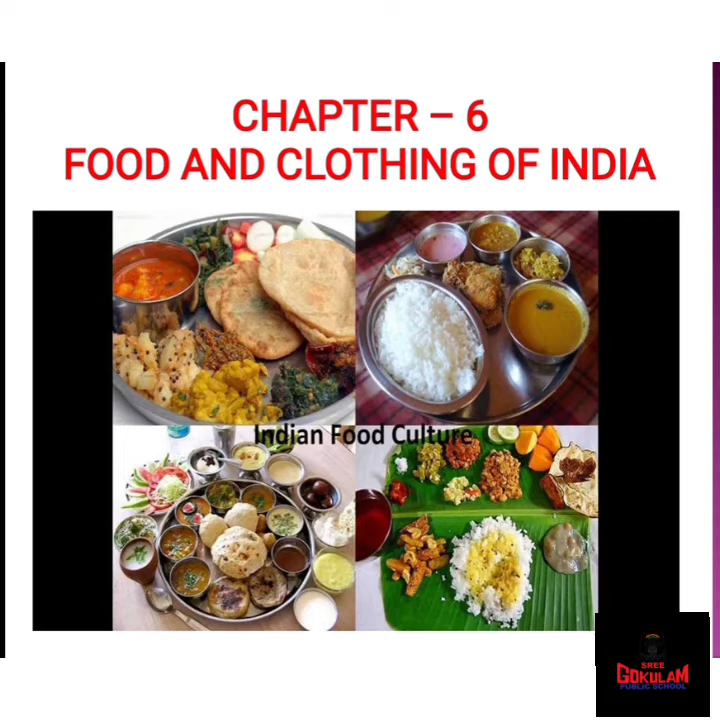 CHAPTER – 6
FOOD AND CLOTHING OF INDIA
Indian Food Culture
SREE
GOKULAM
PUBLIC SCHOOL